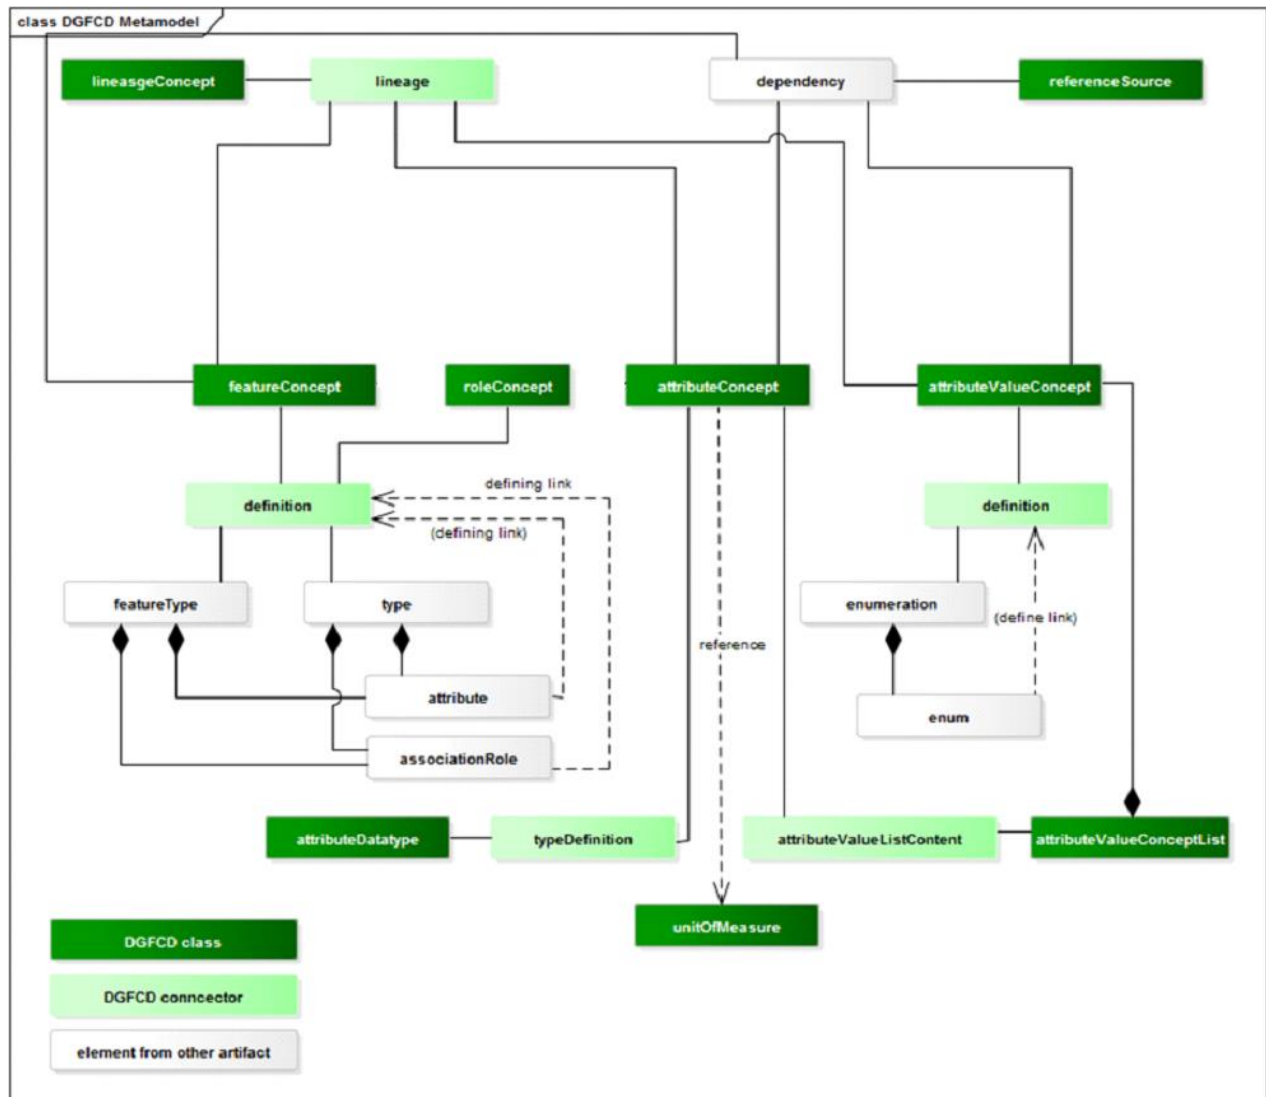 class DGFCD Metamodel
lineasgeConcept
lineage
dependency
referenceSource
featureConcept
roleConcept
attributeConcept
attributeValueConcept
defining link
definition
(defining link)
definition
featureType
type
enumeration
(define link)
reference
attribute
enum
associationRole
attributeDatatype
typeDefinition
attributeValueListContent
attributeValueConceptList
unitOfMeasure
DGFCD class
DGFCD conncector
element from other artifact